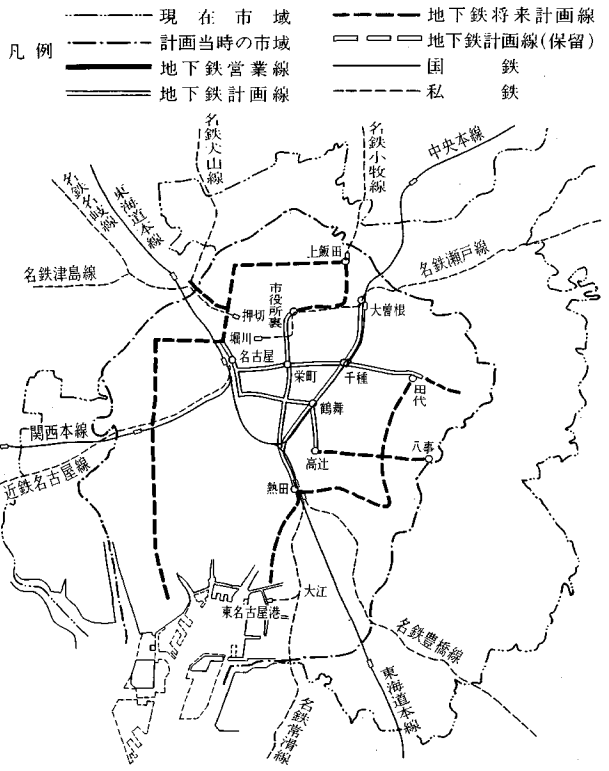 凡例
現在市域
計画当時の市域
地下鉄営業線
地下鉄計画線
地下鉄将来計画線
地下鉄計画線(保留)
国鉄
私鉄
名鉄犬山線
名鉄小牧線
中央本線
名鉄名岐線
東海道本線
上飯田
名鉄瀬戸線
名鉄津島線
市役所裏
押切
大曽根
堀川
名古屋
栄町
千種
田代
鶴舞
関西本線
八事
高辻
近鉄名古屋線
熱田
大江
東名古屋港
名鉄豊橋線
東海道本線
名鉄常滑線